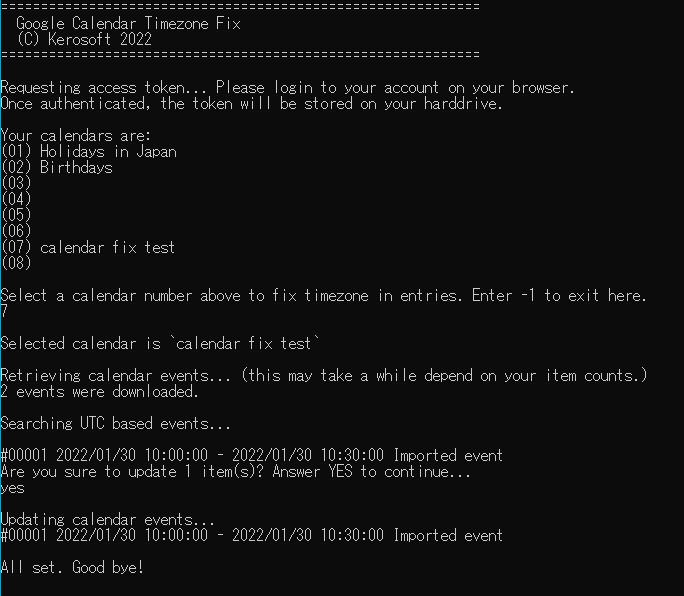 ============================================================
Google Calendar Timezone Fix
(C) Kerosoft 2022
============================================================
Requesting access token... Please login to your account on your browser.
Once authenticated, the token will be stored on your harddrive.
Your calendars are:
(01) Holidays in Japan
(02) Birthdays
(03)
(04)
(05)
(06)
(07) calendar fix test
(08)
Select a calendar number above to fix timezone in entries. Enter -1 to exit here.
7
Selected calendar is `calendar fix test`
Retrieving calendar events... (this may take a while depend on your item counts.)
2 events were downloaded.
Searching UTC based events...
#00001 2022/01/30 10:00:00 - 2022/01/30 10:30:00 Imported event
Are you sure to update 1 item(s)? Answer YES to continue...
yes
Updating calendar events...
#00001 2022/01/30 10:00:00 - 2022/01/30 10:30:00 Imported event
All set. Good bye!